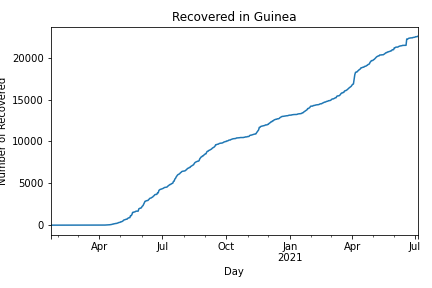 Recovered in Guinea
Number of Recovered
20000
15000
10000
5000
0
Apr
Jul
Oct
Jan
2021
Apr
Jul
Day